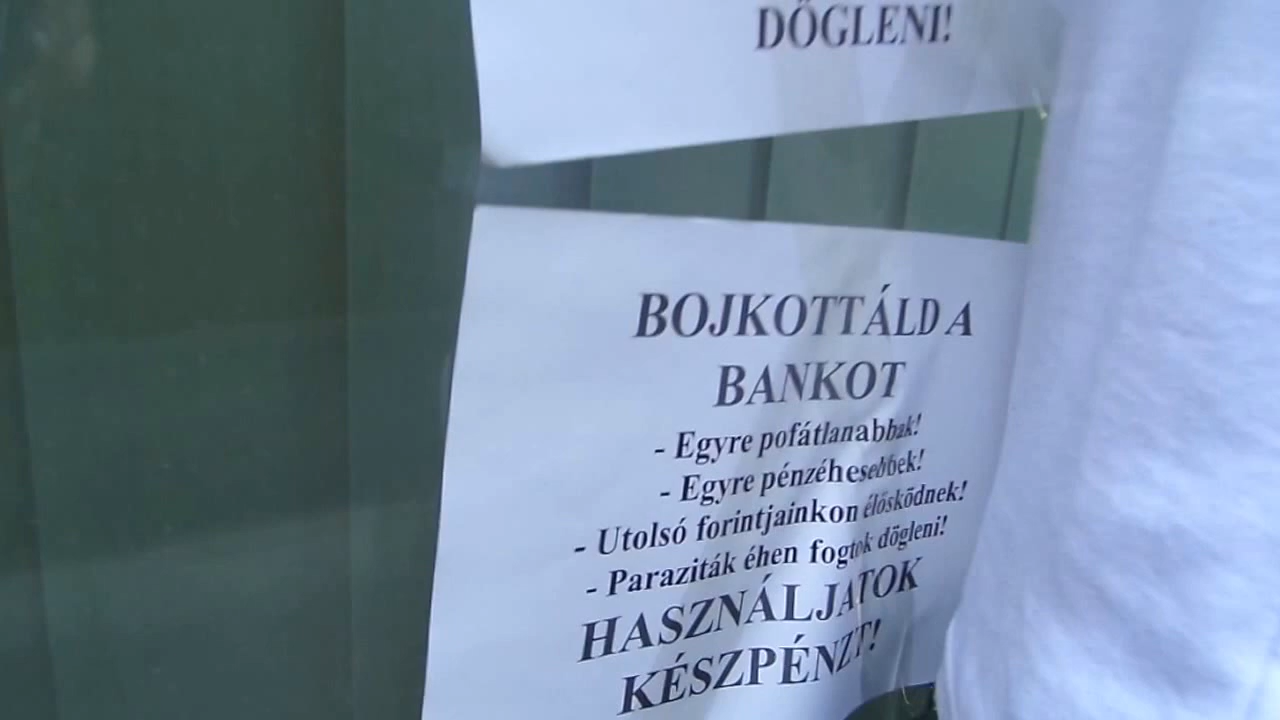 DÖGLENI!
BOJKOTTÁLD A
BANKOT
- Egyre pofátlanabbak!
- Egyre pénzéhesebbek!
- Utolsó forintjainkon élősködnek!
- Paraziták éhen fogtok dögleni!
HASZNÁLJATOK
KÉSZPÉNZT!